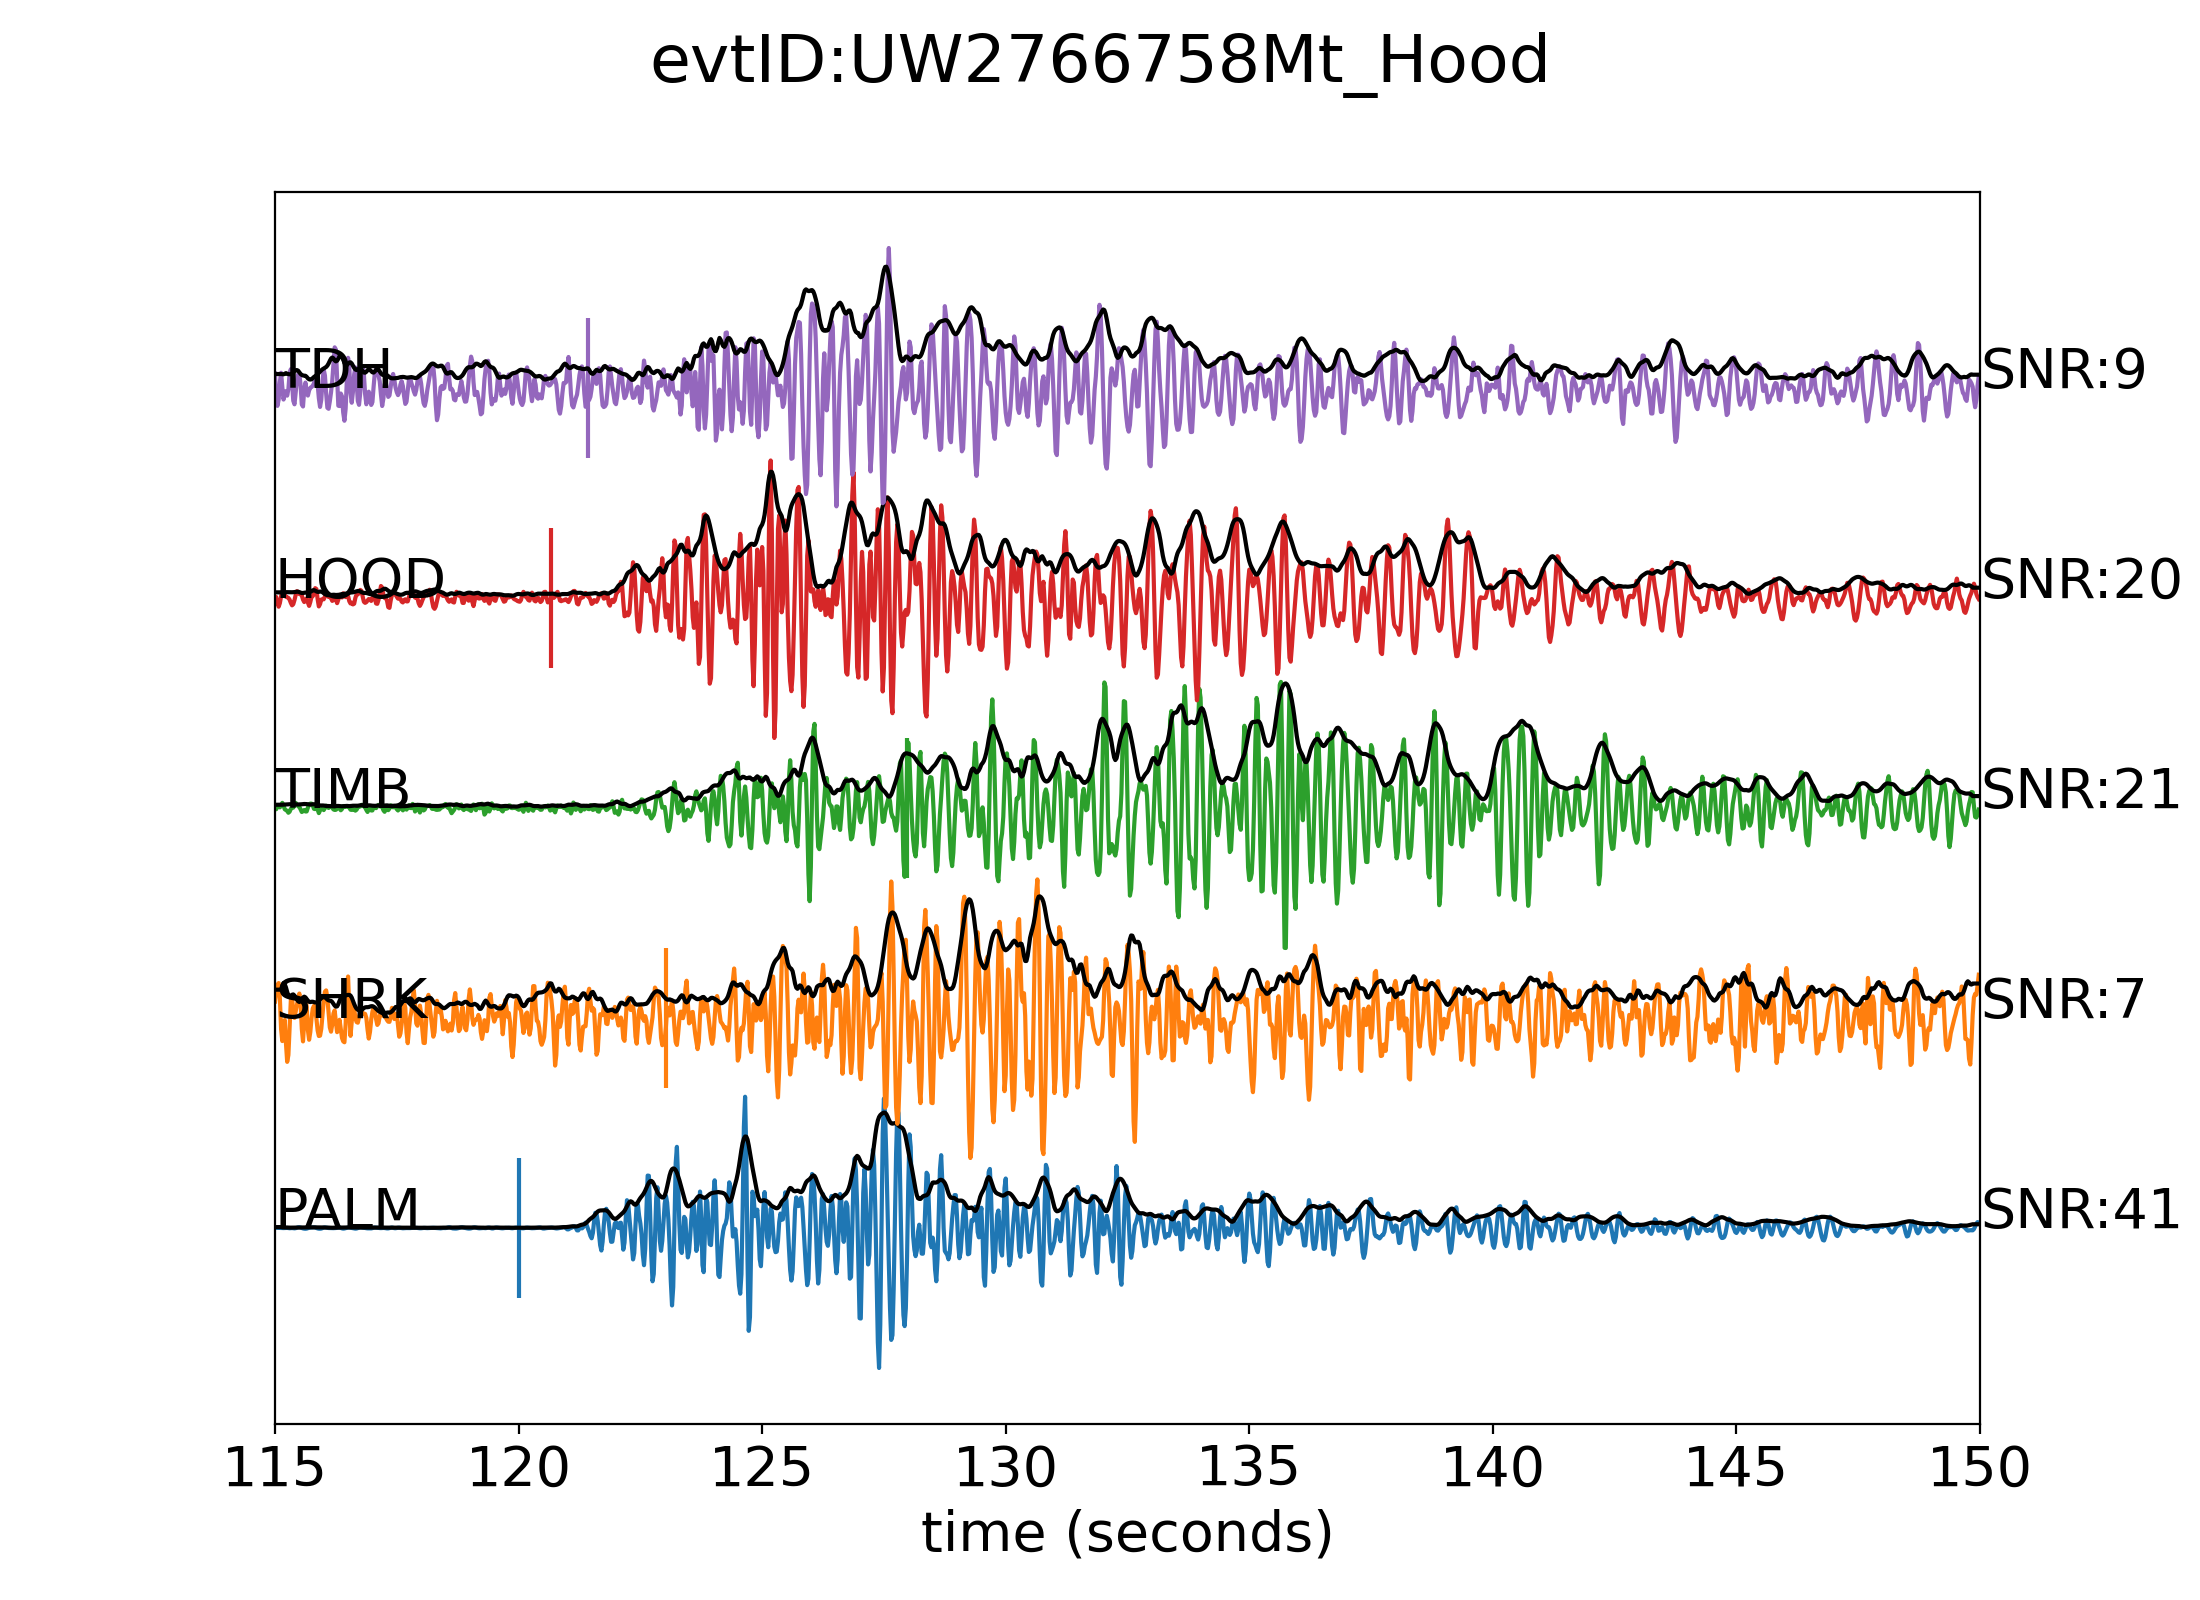 evtID:UW2766758Mt_Hood
TDH SNR:9
HOOD SNR:20
TIMB SNR:21
SHRK SNR:7
PALM SNR:41
115 120 125 130 135 140 145 150
time (seconds)